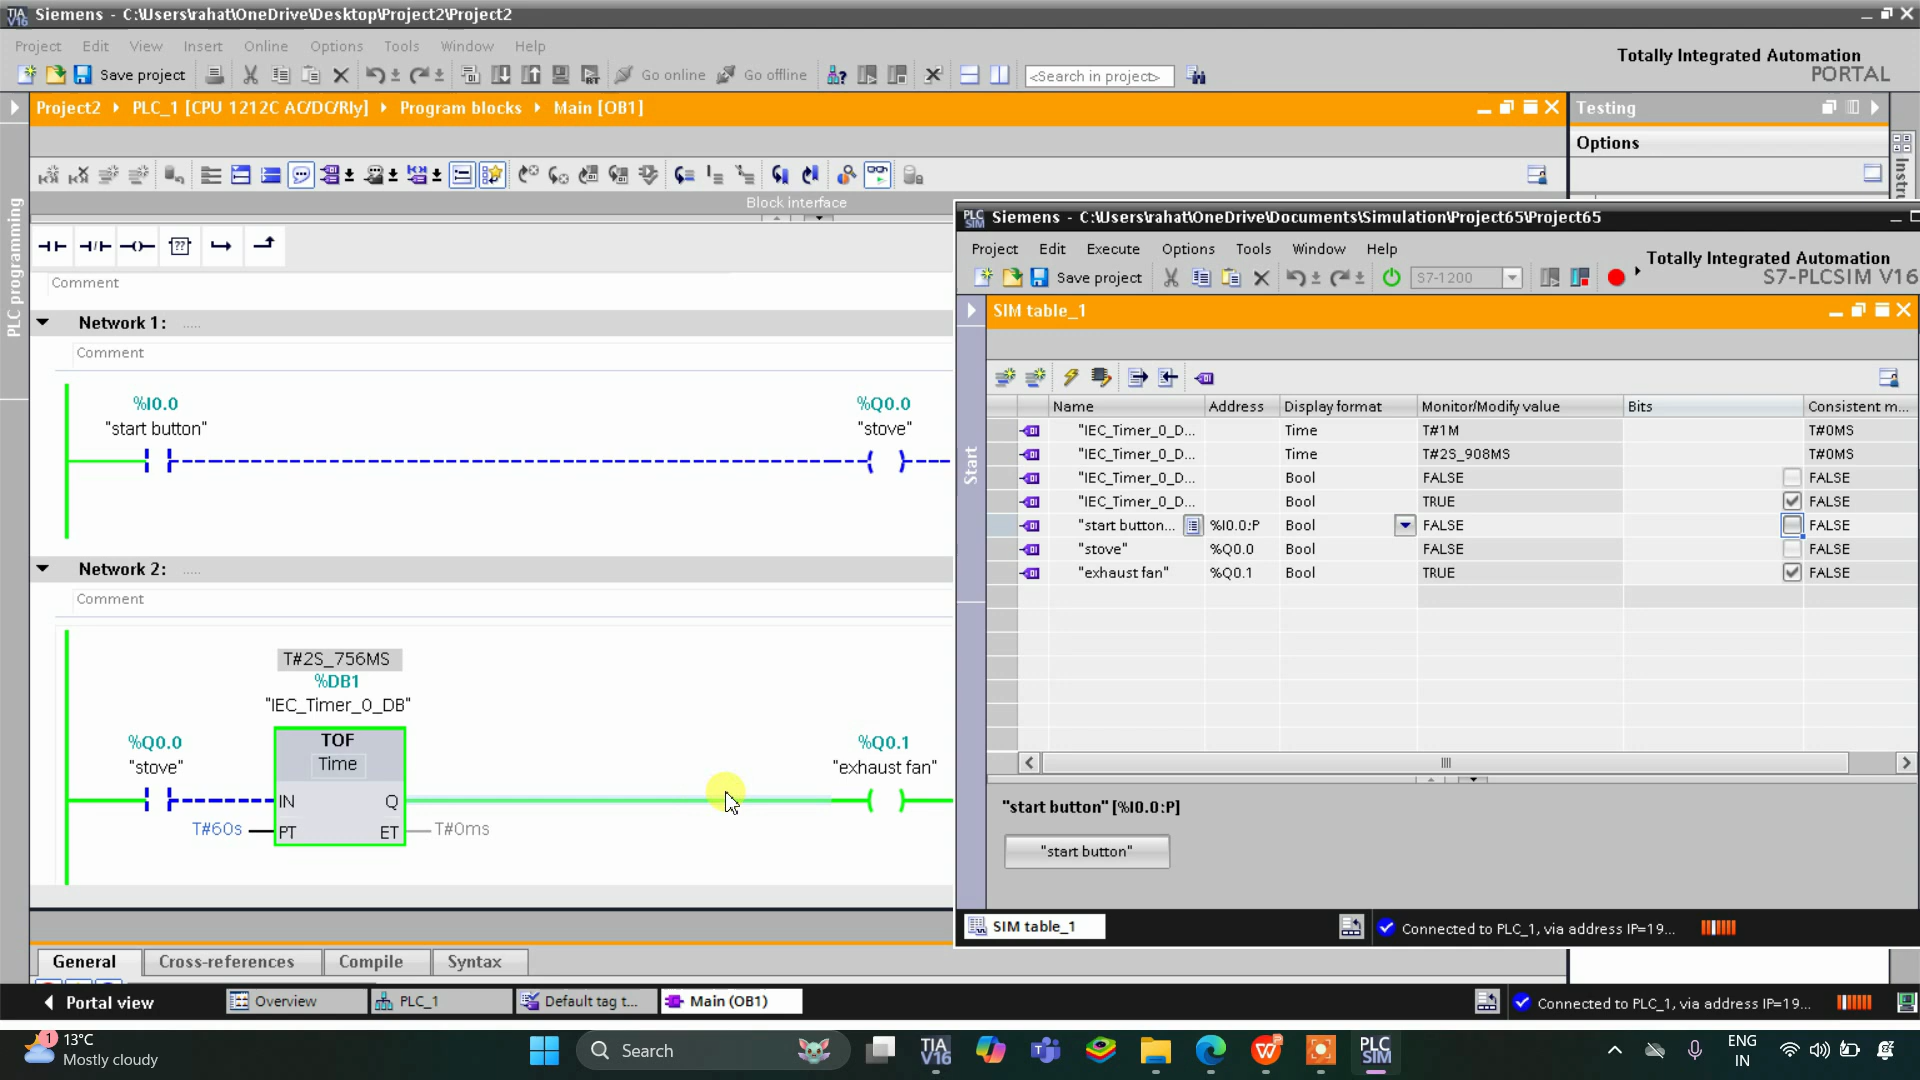 TIA V16 Siemens - C:\Users\rahat\OneDrive\Desktop\Project2\Project2
Project Edit View Insert Online Options Tools Window Help
Totally Integrated Automation
PORTAL
Save project Go online Go offline <Search in project>
Project2 PLC_1 [CPU 1212C AC/DC/Rly] Program blocks Main [OB1]
Testing
Options
Block interface
PLC programming
Instru
??
Comment
Network 1: .....
Comment
%I0.0
"start button"
%Q0.0
"stove"
Network 2: .....
Comment
T#2S_756MS
%DB1
"IEC_Timer_0_DB"
TOF
Time
%Q0.0
"stove"
%Q0.1
"exhaust fan"
IN Q
T#60s PT ET T#0ms
PLC SIM Siemens - C:\Users\rahat\OneDrive\Documents\Simulation\Project65\Project65
Project Edit Execute Options Tools Window Help
Totally Integrated Automation
S7-PLCSIM V16
Save project S7-1200
SIM table_1
Start
Name Address Display format Monitor/Modify value Bits Consistent m...
"IEC_Timer_0_D... Time T#1M T#0MS
"IEC_Timer_0_D... Time T#2S_908MS T#0MS
"IEC_Timer_0_D... Bool FALSE FALSE
"IEC_Timer_0_D... Bool TRUE FALSE
"start button... %I0.0:P Bool FALSE FALSE
"stove" %Q0.0 Bool FALSE FALSE
"exhaust fan" %Q0.1 Bool TRUE FALSE
"start button" [%I0.0:P]
"start button"
SIM table_1 Connected to PLC_1, via address IP=19...
General Cross-references Compile Syntax
Portal view Overview PLC_1 Default tag t... Main (OB1) Connected to PLC_1, via address IP=19...
1
13°C
Mostly cloudy
Search
TIA V16
PLC SIM
ENG
IN